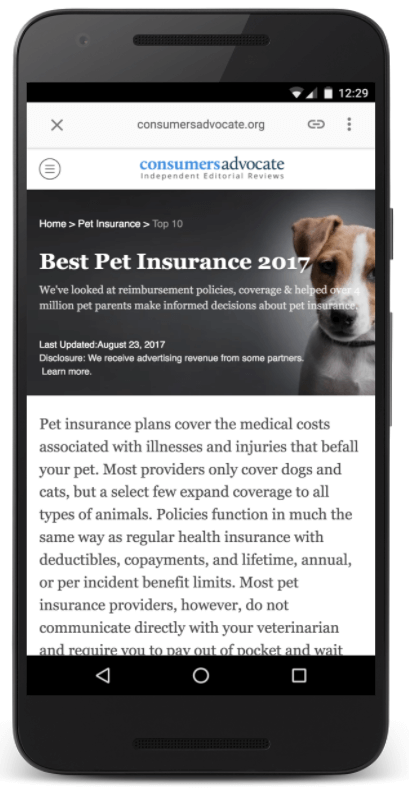 12:29
consumersadvocate.org
consumersadvocate
Independent Editorial Reviews
Home > Pet Insurance > Top 10
Best Pet Insurance 2017
We've looked at reimbursement policies, coverage & helped over 4
million pet parents make informed decisions about pet insurance.
Last Updated:August 23, 2017
Disclosure: We receive advertising revenue from some partners.
Learn more.
Pet insurance plans cover the medical costs
associated with illnesses and injuries that befall
your pet. Most providers only cover dogs and
cats, but a select few expand coverage to all
types of animals. Policies function in much the
same way as regular health insurance with
deductibles, copayments, and lifetime, annual,
or per incident benefit limits. Most pet
insurance providers, however, do not
communicate directly with your veterinarian
and require you to pay out of pocket and wait